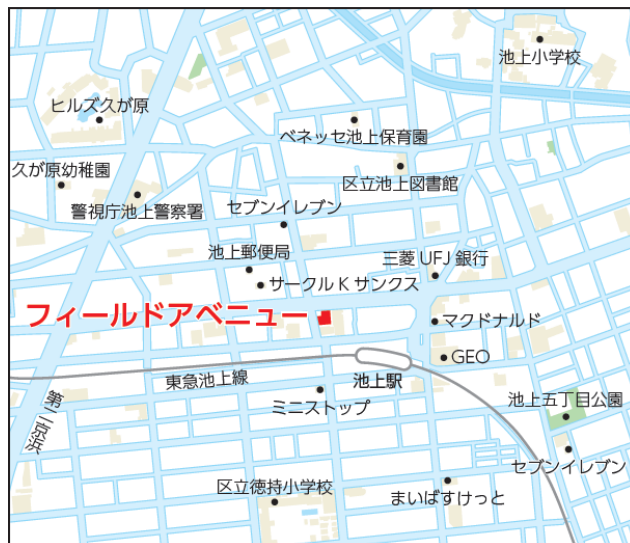 池上小学校
ヒルズ久が原
ベネッセ池上保育園
久が原幼稚園
区立池上図書館
警視庁池上警察署
セブンイレブン
池上郵便局
三菱UFJ銀行
サークルKサンクス
フィールドアベニュー
マクドナルド
GEO
東急池上線
池上駅
ミニストップ
第二京浜
池上五丁目公園
セブンイレブン
区立徳持小学校
まいばすけっと